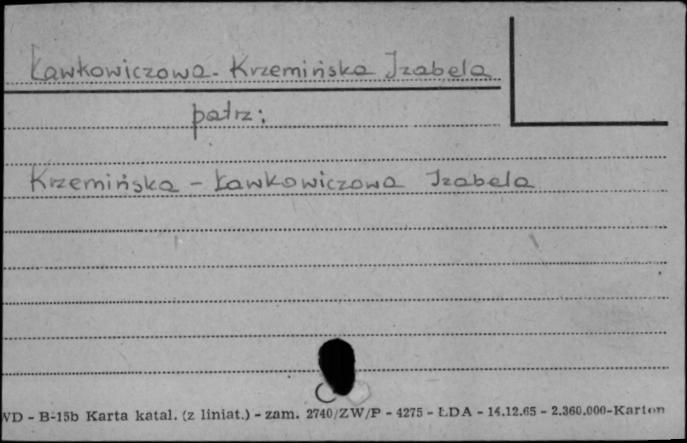 Ławkowiczowa - Krzemińska Izabela
patrz:
Krzemińska - Ławkowiczowa Izabela
WD - B-15b Karta katal. (z liniat.) - zam. 2740/ZW/P - 4275 - ŁDA - 14.12.65 - 2.360.000-Karton